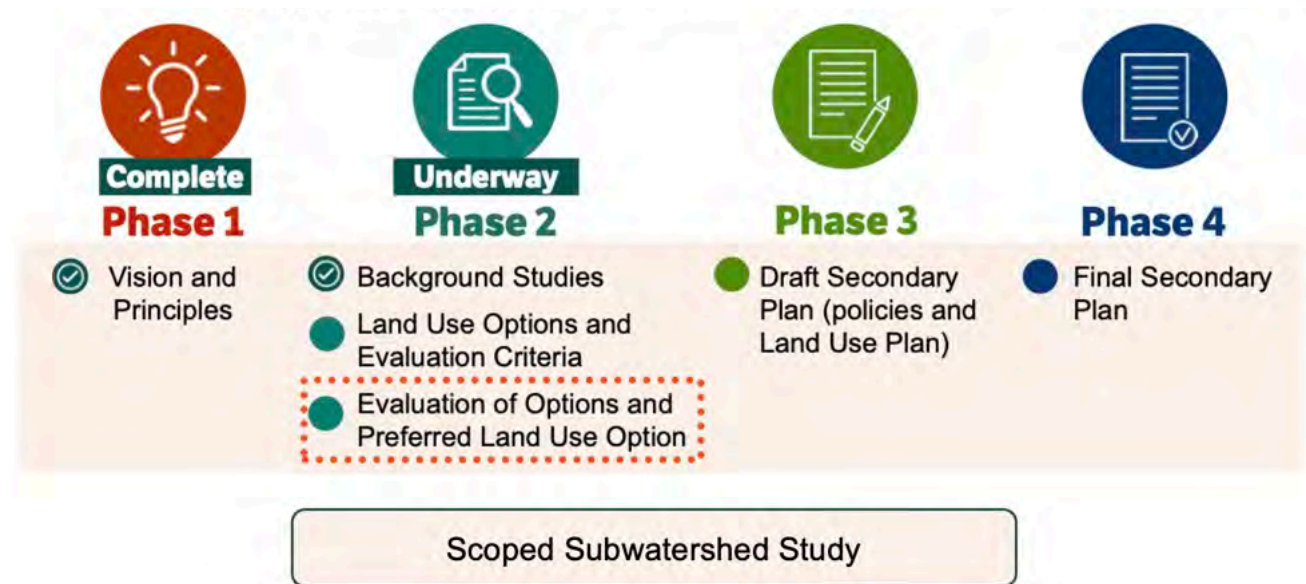 Complete
Phase 1
Vision and
Principles
Underway
Phase 2
Background Studies
Land Use Options and
Evaluation Criteria
Evaluation of Options and
Preferred Land Use Option
Phase 3
Draft Secondary
Plan (policies and
Land Use Plan)
Phase 4
Final Secondary
Plan
Scoped Subwatershed Study